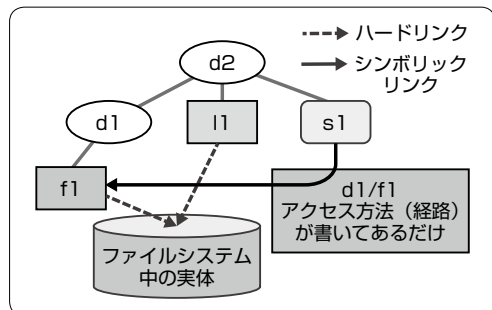 ハードリンク
シンボリック
リンク
d2
d1
l1
s1
f1
d1/f1
アクセス方法（経路）
が書いてあるだけ
ファイルシステム
中の実体